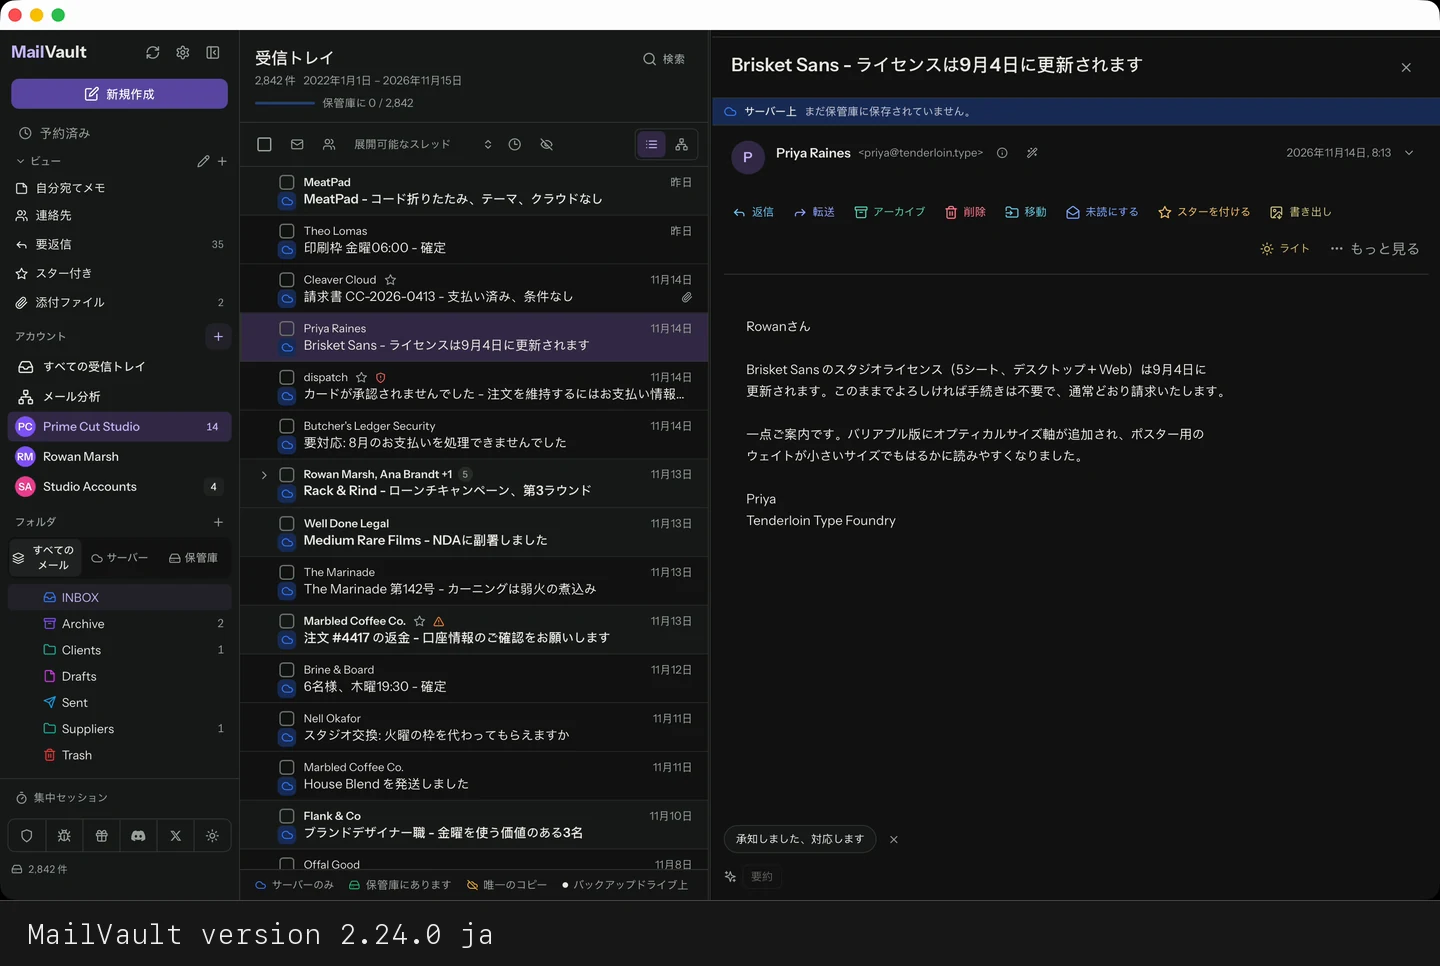 MailVault
新規作成
予約済み
ビュー
自分宛てメモ
連絡先
要返信 35
スター付き
添付ファイル 2
アカウント
すべての受信トレイ
メール分析
PC Prime Cut Studio 14
RM Rowan Marsh
SA Studio Accounts 4
フォルダ
すべての
メール
サーバー
保管庫
INBOX
Archive 2
Clients 1
Drafts
Sent
Suppliers 1
Trash
集中セッション
2,842 件
受信トレイ
検索
2,842 件 2022年1月1日 – 2026年11月15日
保管庫に 0 / 2,842
展開可能なスレッド
MeatPad 昨日
MeatPad - コード折りたたみ、テーマ、クラウドなし
Theo Lomas 昨日
印刷枠 金曜06:00 - 確定
Cleaver Cloud 11月14日
請求書 CC-2026-0413 - 支払い済み、条件なし
Priya Raines 11月14日
Brisket Sans - ライセンスは9月4日に更新されます
dispatch 11月14日
カードが承認されませんでした - 注文を維持するにはお支払い情報...
Butcher's Ledger Security 11月14日
要対応: 8月のお支払いを処理できませんでした
Rowan Marsh, Ana Brandt +1 5 11月13日
Rack & Rind - ローンチキャンペーン、第3ラウンド
Well Done Legal 11月13日
Medium Rare Films - NDAに副署しました
The Marinade 11月13日
The Marinade 第142号 - カーニングは弱火の煮込み
Marbled Coffee Co. 11月13日
注文 #4417 の返金 - 口座情報のご確認をお願いします
Brine & Board 11月12日
6名様、木曜19:30 - 確定
Nell Okafor 11月11日
スタジオ交換: 火曜の枠を代わってもらえますか
Marbled Coffee Co. 11月11日
House Blend を発送しました
Flank & Co 11月10日
ブランドデザイナー職 - 金曜を使う価値のある3名
Offal Good 11月8日
サーバーのみ 保管庫にあります 唯一のコピー バックアップドライブ上
Brisket Sans - ライセンスは9月4日に更新されます
サーバー上 まだ保管庫に保存されていません。
P Priya Raines <priya@tenderloin.type> 2026年11月14日, 8:13
返信 転送 アーカイブ 削除 移動 未読にする スターを付ける 書き出し
ライト もっと見る
Rowanさん
Brisket Sans のスタジオライセンス（5シート、デスクトップ＋Web）は9月4日に
更新されます。このままでよろしければ手続きは不要で、通常どおり請求いたします。
一点ご案内です。バリアブル版にオプティカルサイズ軸が追加され、ポスター用の
ウェイトが小さいサイズでもはるかに読みやすくなりました。
Priya
Tenderloin Type Foundry
承知しました、対応します
要約
MailVault version 2.24.0 ja